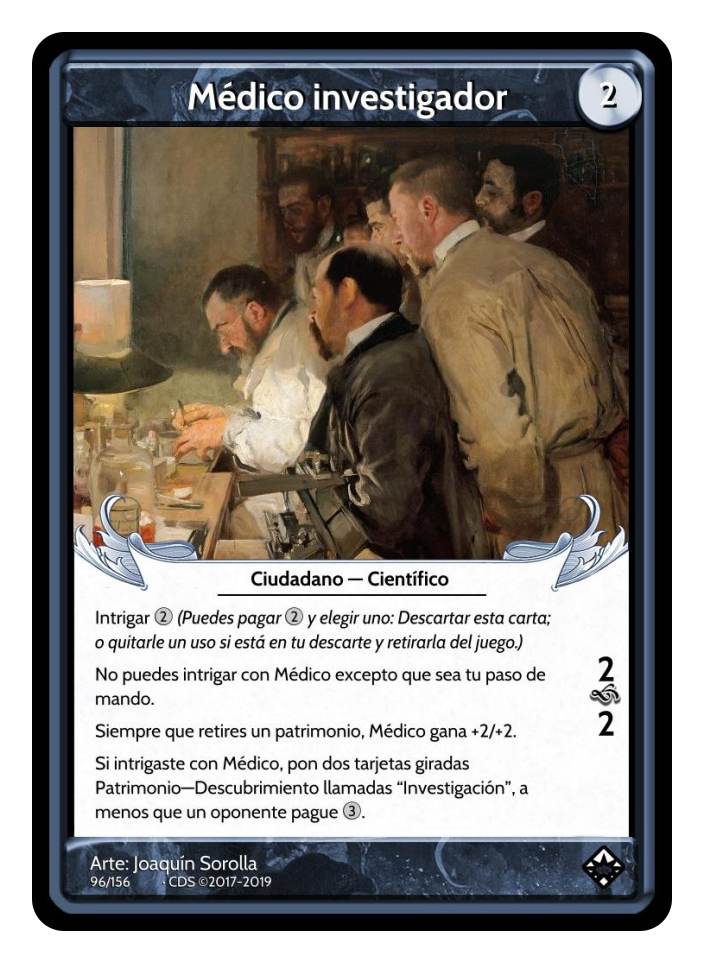 Médico investigador
2
Ciudadano — Científico
Intrigar ② (Puedes pagar ② y elegir uno: Descartar esta carta;
o quitarle un uso si está en tu descarte y retirarla del juego.)
No puedes intrigar con Médico excepto que sea tu paso de
mando.
Siempre que retires un patrimonio, Médico gana +2/+2.
Si intrigaste con Médico, pon dos tarjetas giradas
Patrimonio—Descubrimiento llamadas “Investigación”, a
menos que un oponente pague ③.
2
2
Arte: Joaquín Sorolla
96/156 · CDS ©2017-2019